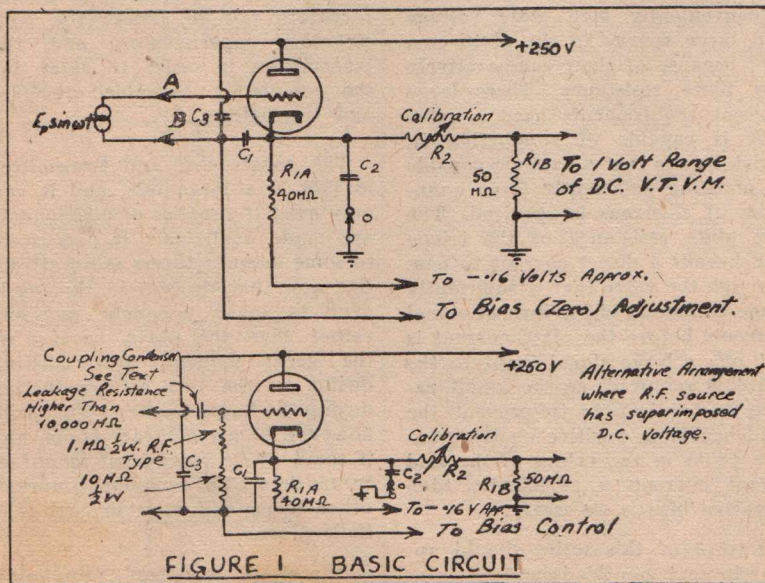 +250V
A
Ep sin ωt
B
C3
C1
Calibration
R2
C2
R1A
40MΩ
50
MΩ
R1B
To 1 Volt Range
of D.C. V.T.V.M.
To -·16 Volts Approx.
To Bias (Zero) Adjustment.
Coupling Condenser
See Text
Leakage Resistance
Higher Than
10,000 MΩ
1. MΩ ½W. R.F.
Type
10 MΩ
½W
C3
C1
+250V
Alternative Arrangement
where R.F. source
has superimposed
D.C. Voltage.
Calibration
R2
C2
R1A
40MΩ
R1B
50MΩ
To -·16 V Ap.
To Bias Control
FIGURE 1 BASIC CIRCUIT